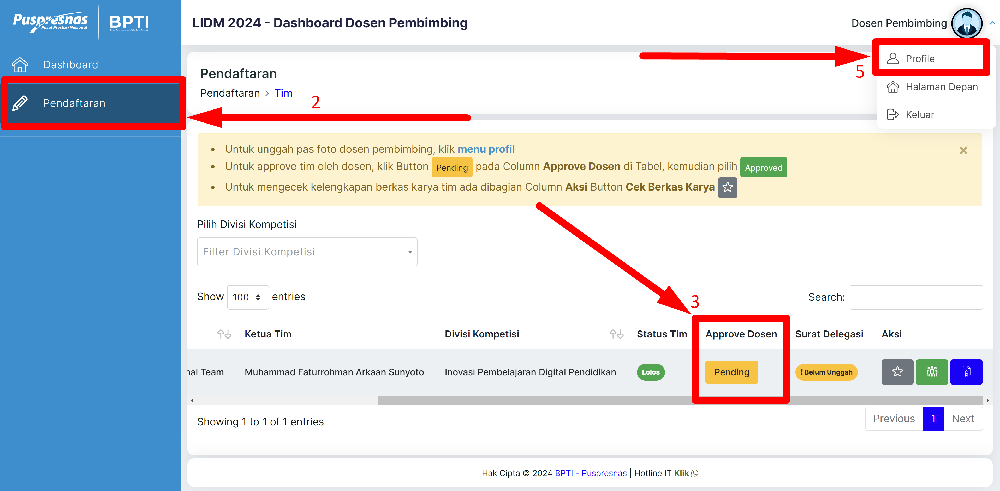 Puspresnas
Pusat Prestasi Nasional
BPTI
Balai Pengembangan Talenta Indonesia
LIDM 2024 - Dashboard Dosen Pembimbing
Dosen Pembimbing
Dashboard
Pendaftaran
Profile
Halaman Depan
Keluar
5
Pendaftaran
Pendaftaran > Tim
2
Untuk unggah pas foto dosen pembimbing, klik menu profil
Untuk approve tim oleh dosen, klik Button Pending pada Column Approve Dosen di Tabel, kemudian pilih Approved
Untuk mengecek kelengkapan berkas karya tim ada dibagian Column Aksi Button Cek Berkas Karya
Pilih Divisi Kompetisi
Filter Divisi Kompetisi
Show 100 entries
Search:
3
Ketua Tim Divisi Kompetisi Status Tim Approve Dosen Surat Delegasi Aksi
nal Team Muhammad Faturrohman Arkaan Sunyoto Inovasi Pembelajaran Digital Pendidikan Lolos Pending ! Belum Unggah
Showing 1 to 1 of 1 entries
Previous 1 Next
Hak Cipta © 2024 BPTI - Puspresnas | Hotline IT Klik